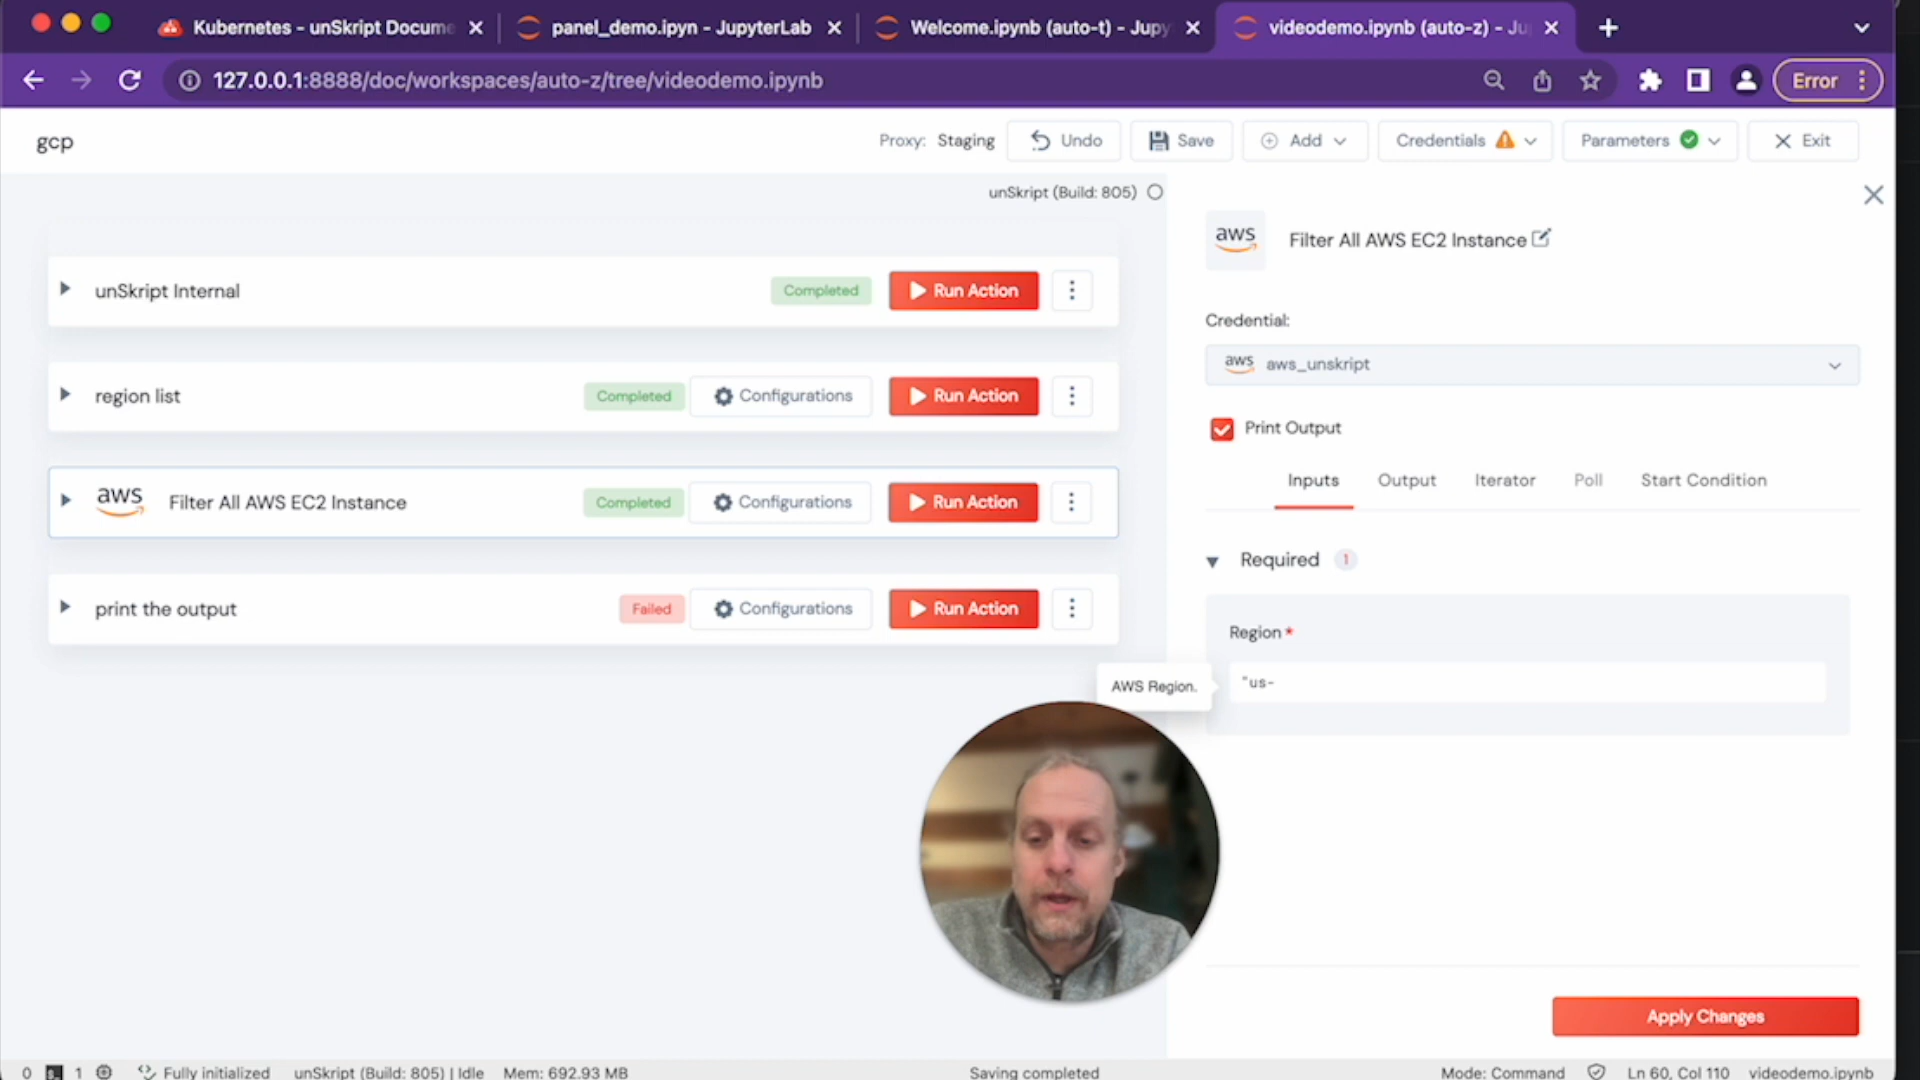 Kubernetes - unSkript Docume
panel_demo.ipyn - JupyterLab
Welcome.ipynb (auto-t) - Jupy
videodemo.ipynb (auto-z) - Ju
127.0.0.1:8888/doc/workspaces/auto-z/tree/videodemo.ipynb
Error
gcp
Proxy: Staging
Undo
Save
Add
Credentials
Parameters
Exit
unSkript (Build: 805)
unSkript Internal
Completed
Run Action
region list
Completed
Configurations
Run Action
aws
Filter All AWS EC2 Instance
Completed
Configurations
Run Action
print the output
Failed
Configurations
Run Action
aws
Filter All AWS EC2 Instance
Credential:
aws
aws_unskript
Print Output
Inputs
Output
Iterator
Poll
Start Condition
Required 1
Region *
AWS Region.
"us-
Apply Changes
0
1
Fully initialized
unSkript (Build: 805) | Idle
Mem: 692.93 MB
Saving completed
Mode: Command
Ln 60, Col 110
videodemo.ipynb